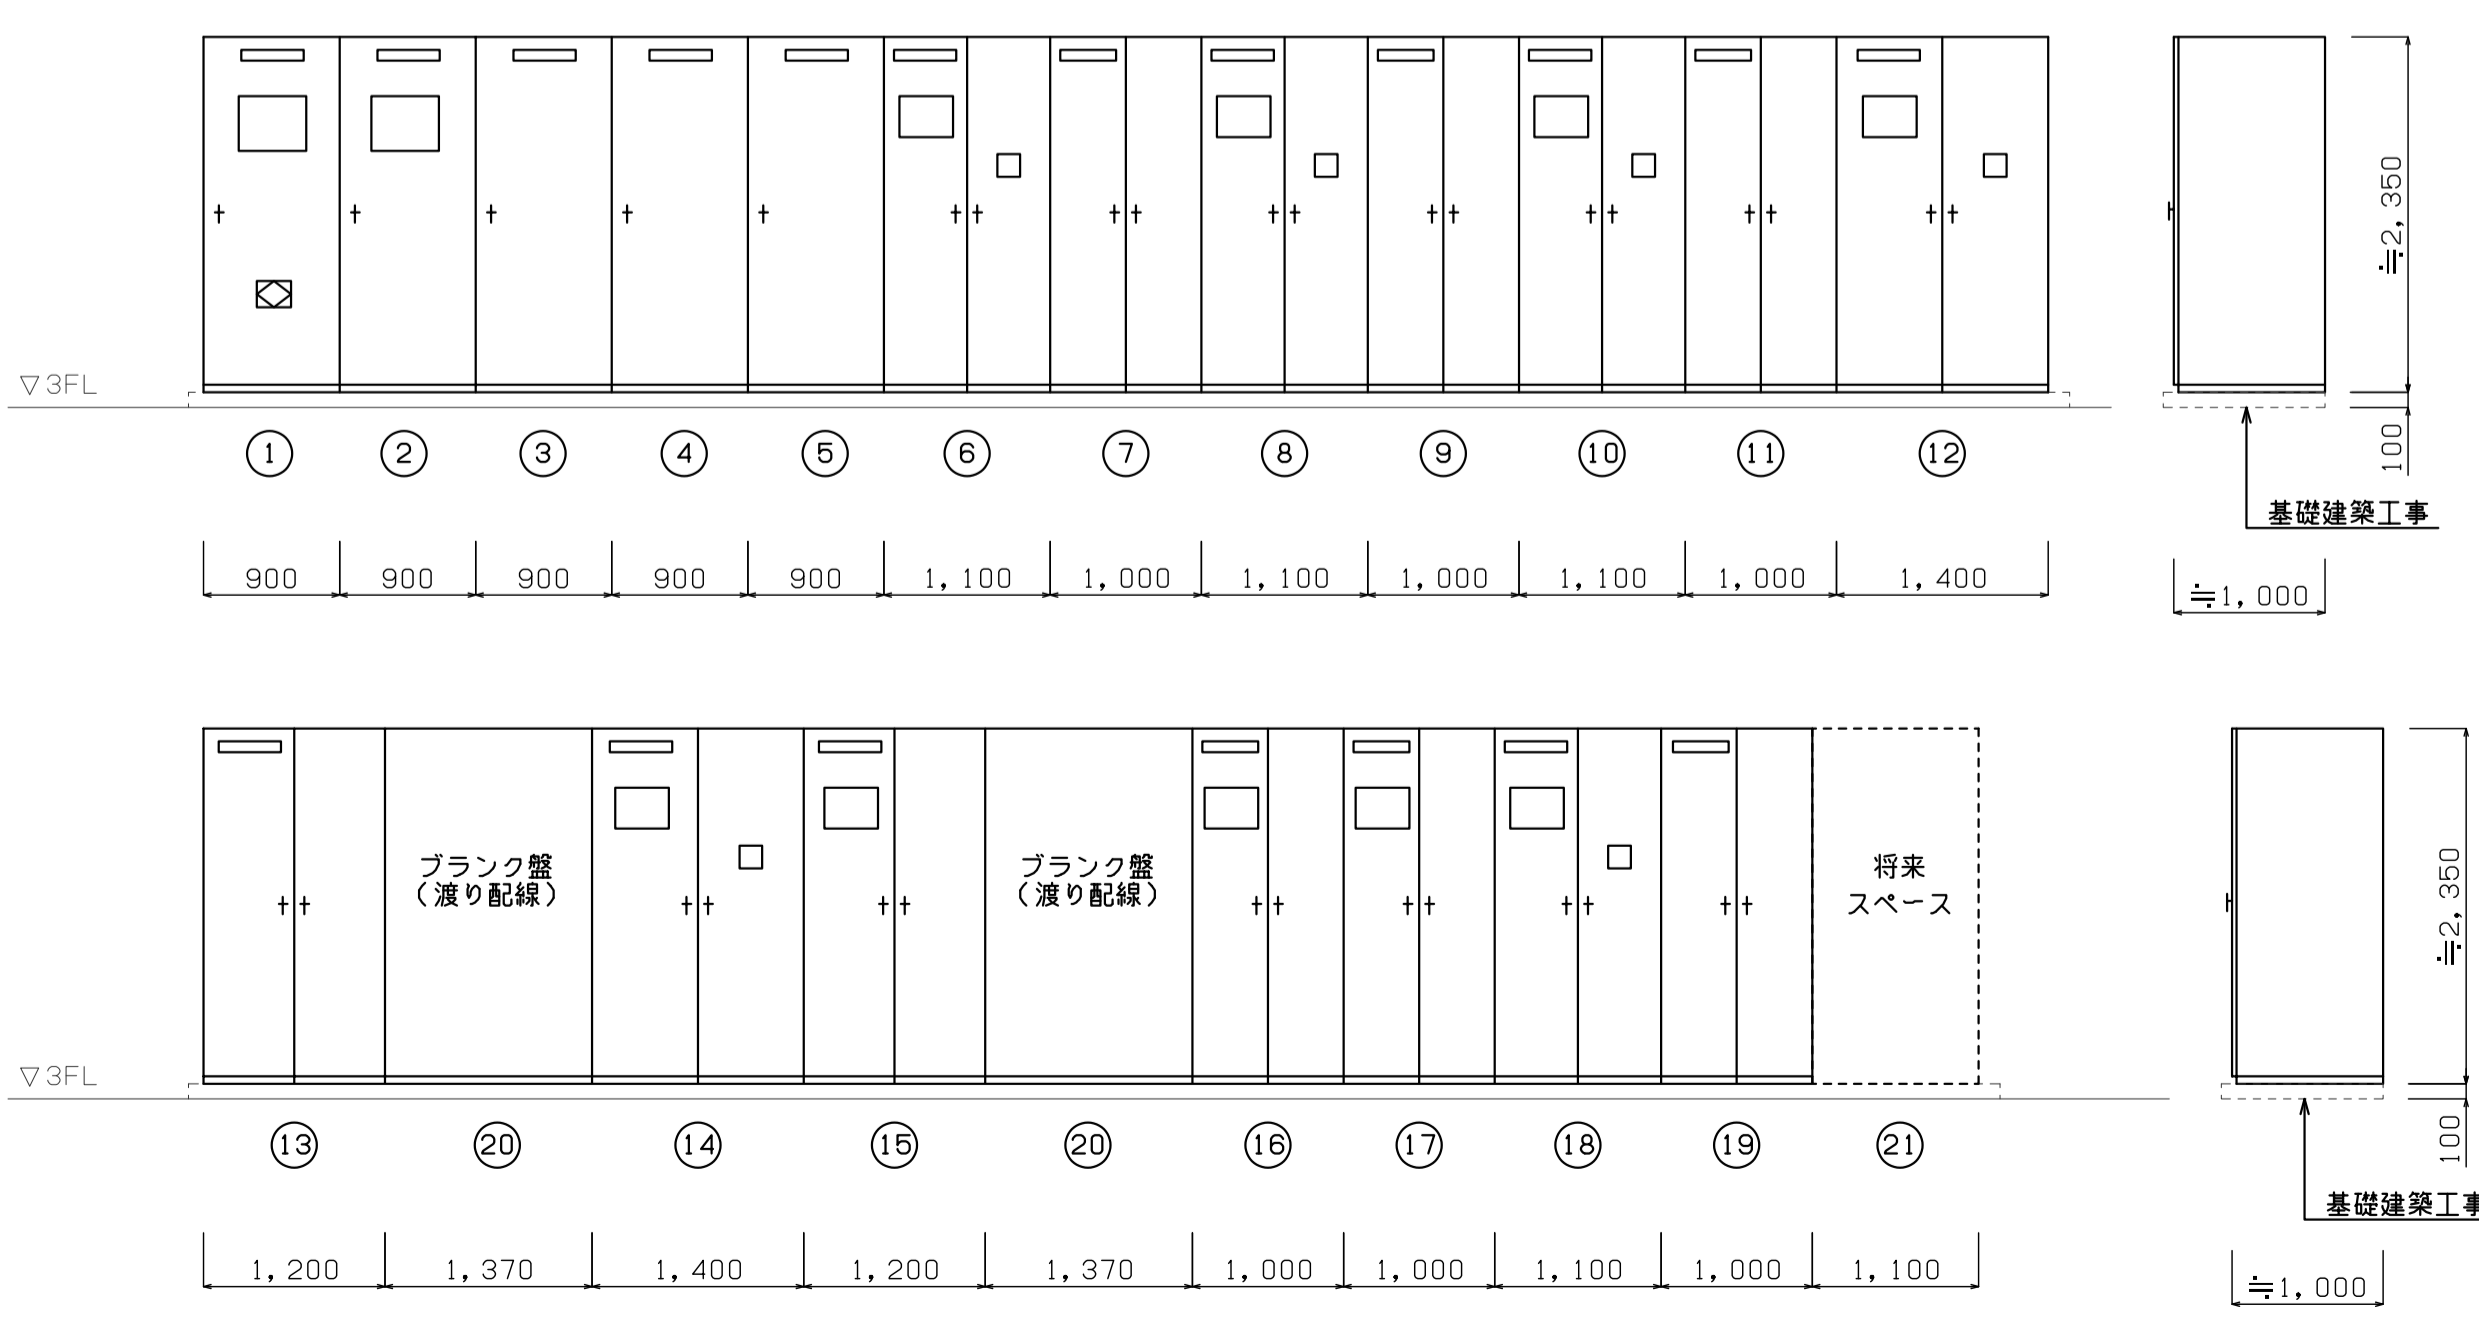 ▽3FL
① ② ③ ④ ⑤ ⑥ ⑦ ⑧ ⑨ ⑩ ⑪ ⑫
900 900 900 900 900 1,100 1,000 1,100 1,000 1,100 1,000 1,400
≒2,350
100
基礎建築工事
≒1,000
ブランク盤
(渡り配線)
ブランク盤
(渡り配線)
将来
スペース
▽3FL
⑬ ⑳ ⑭ ⑮ ⑳ ⑯ ⑰ ⑱ ⑲ ㉑
1,200 1,370 1,400 1,200 1,370 1,000 1,000 1,100 1,000 1,100
≒2,350
100
基礎建築工事
≒1,000